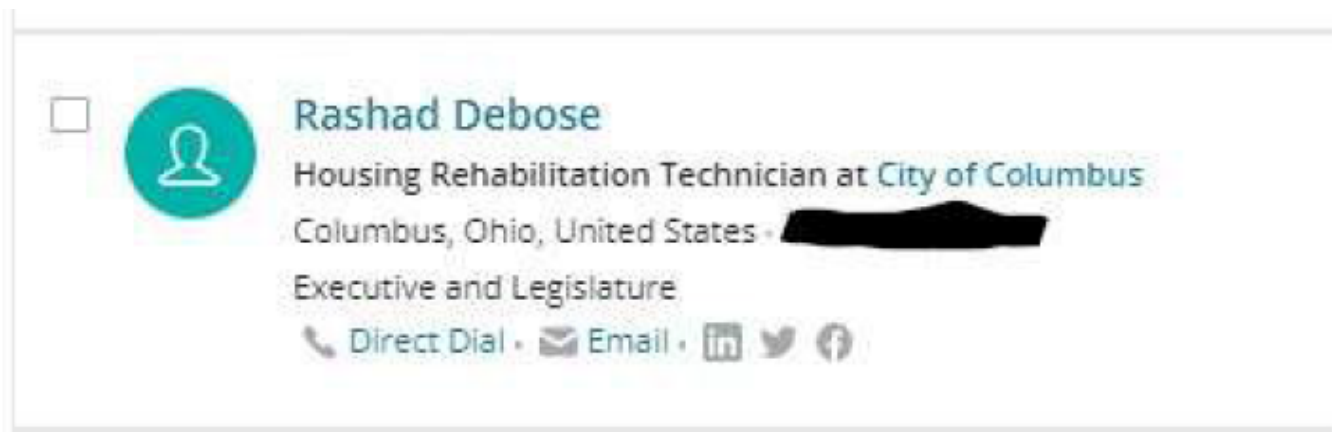 Rashad Debose
Housing Rehabilitation Technician at City of Columbus
Columbus, Ohio, United States ·
Executive and Legislature
Direct Dial · Email · in